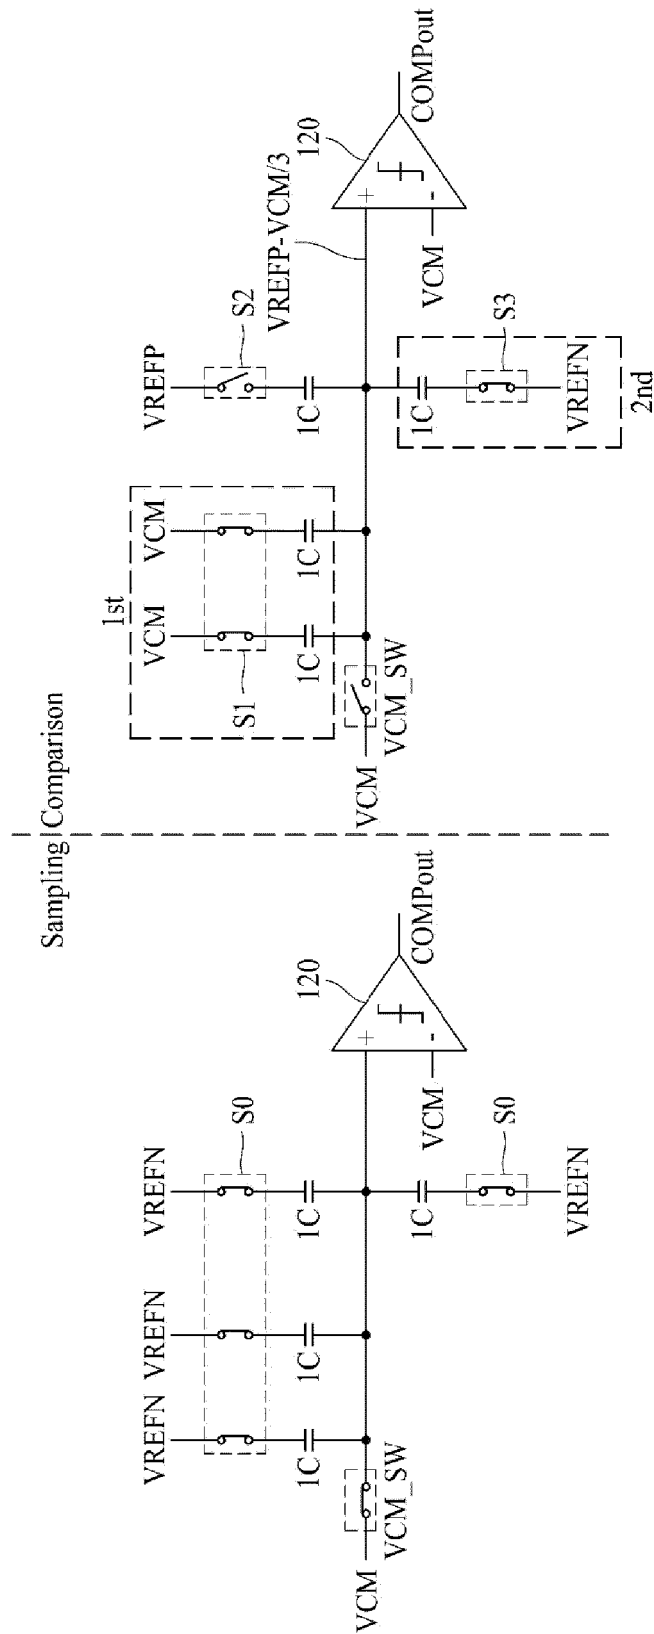 Sampling
VREFN
VREFN
VREFN
S0
1C
1C
1C
VCM
VCM_SW
1C
S0
VREFN
120
+
-
VCM
COMPout
Comparison
1st
VCM
VCM
S1
1C
1C
VREFP
S2
1C
VREFP-VCM/3
VCM
VCM_SW
1C
S3
VREFN
2nd
120
+
-
VCM
COMPout